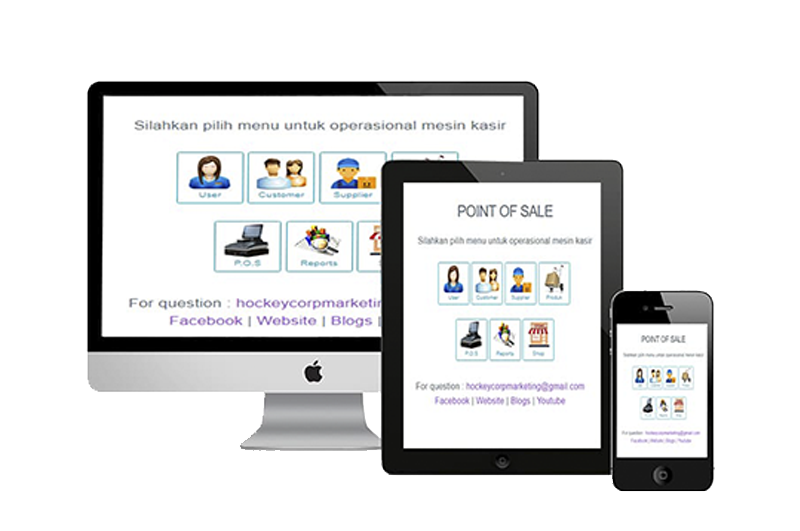 Silahkan pilih menu untuk operasional mesin kasir
User Customer Supplier
P.O.S Reports S
For question : hockeycorpmarketing
Facebook | Website | Blogs |
POINT OF SALE
Silahkan pilih menu untuk operasional mesin kasir
User Customer Supplier Produk
P.O.S Reports Shop
For question : hockeycorpmarketing@gmail.com
Facebook | Website | Blogs | Youtube
POINT OF SALE
Silahkan pilih menu untuk operasional mesin kasir
For question : hockeycorpmarketing@gmail.com
Facebook | Website | Blogs | Youtube